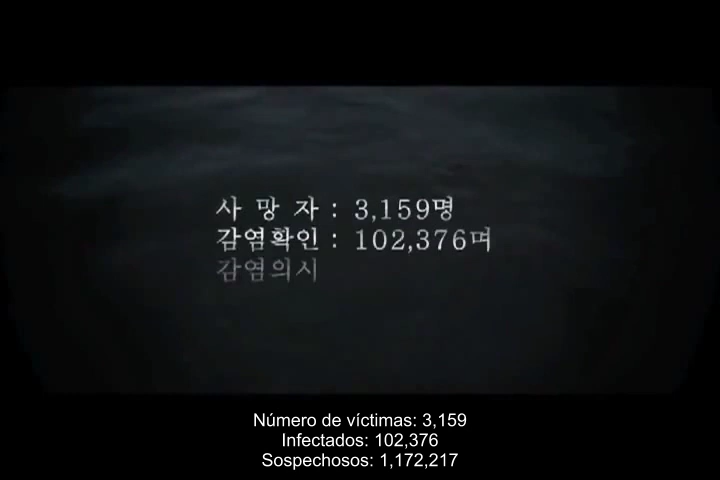 사 망 자 : 3,159명
감염확인 : 102,376며
감염의시
Número de víctimas: 3,159
Infectados: 102,376
Sospechosos: 1,172,217